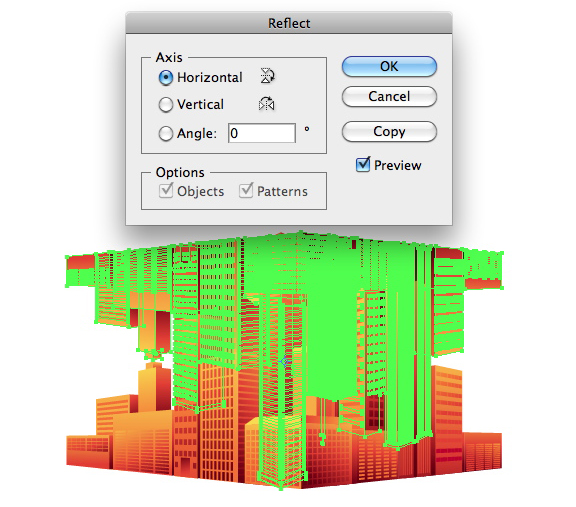 Reflect
Axis
Horizontal
Vertical
Angle: 0 °
Options
Objects Patterns
OK
Cancel
Copy
Preview